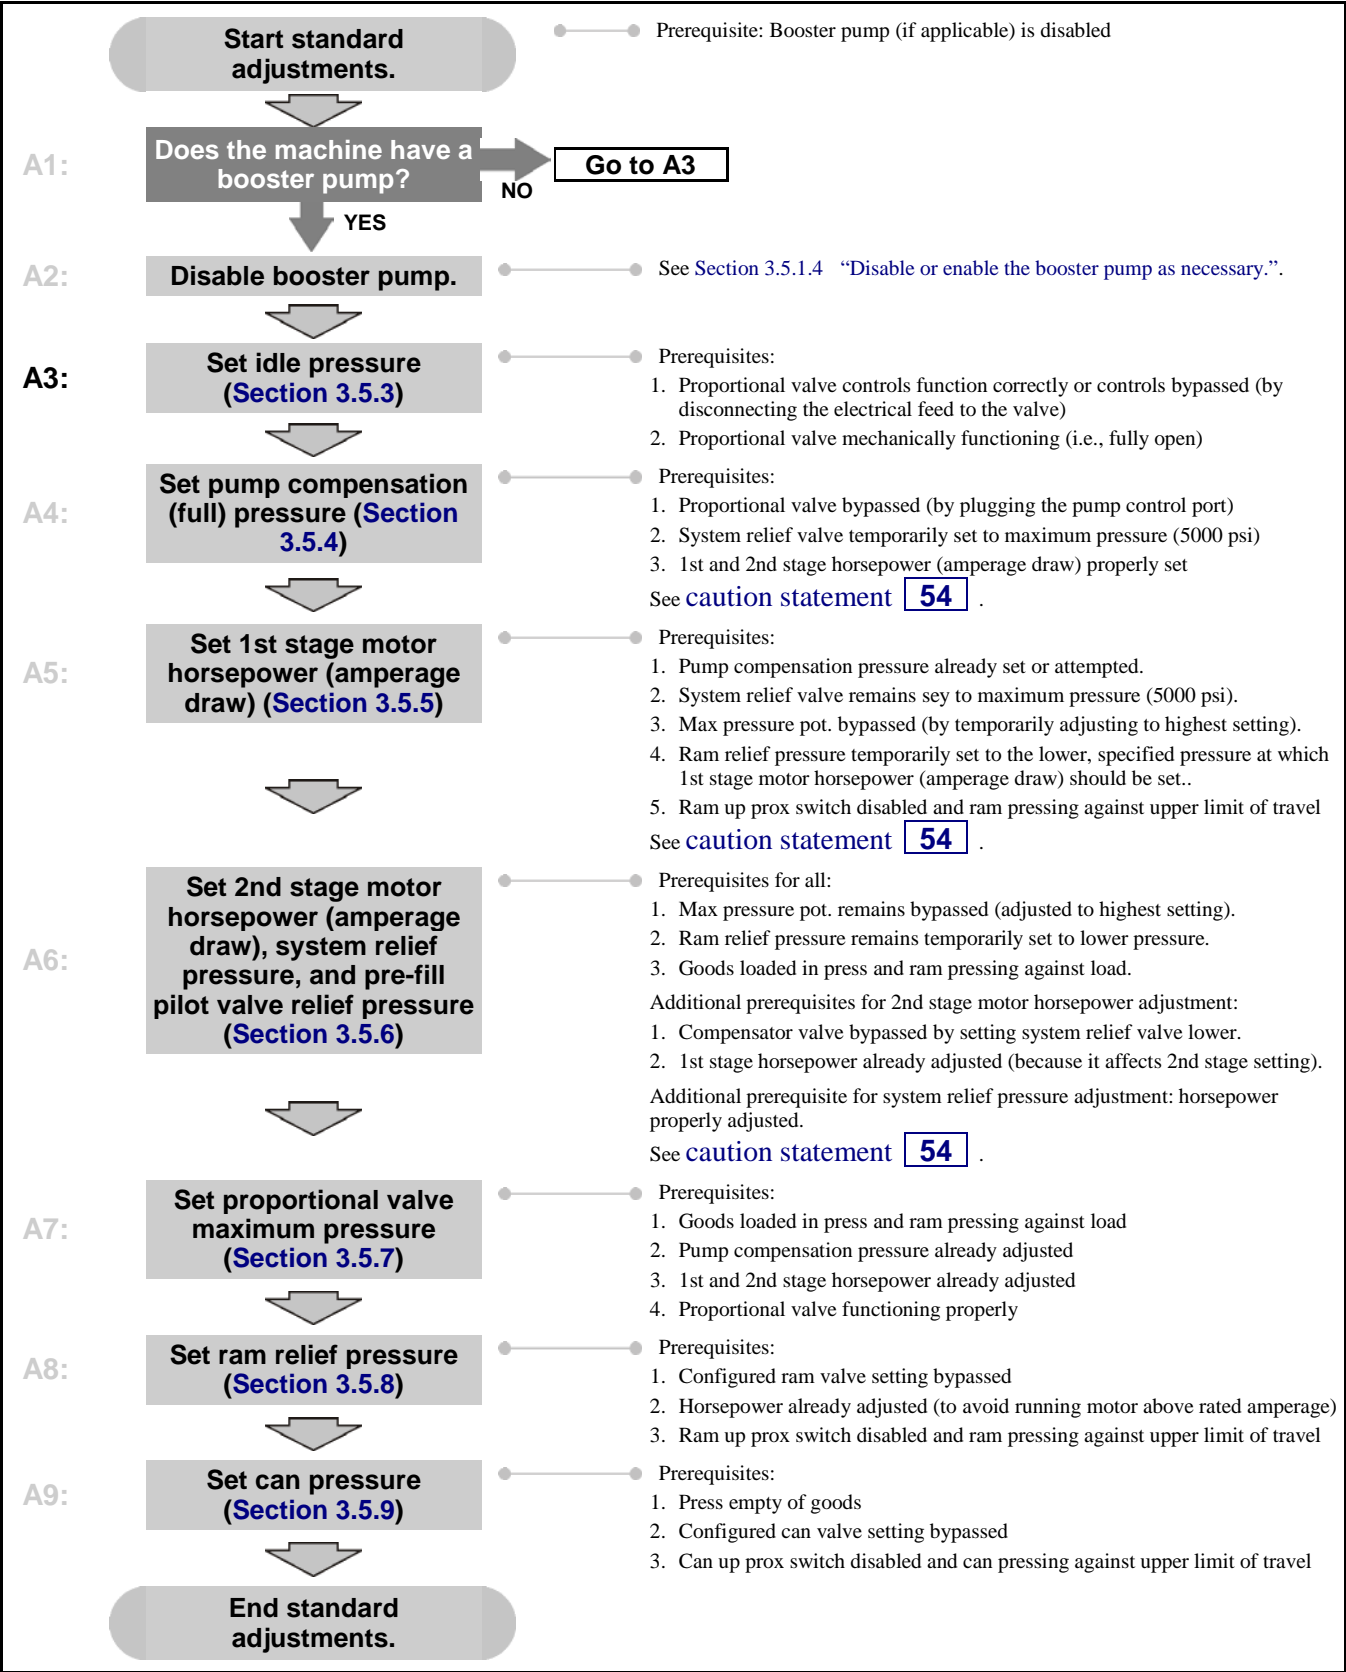 Start standard
adjustments.
Prerequisite: Booster pump (if applicable) is disabled
A1:
Does the machine have a
booster pump?
NO
Go to A3
YES
A2:
Disable booster pump.
See Section 3.5.1.4 “Disable or enable the booster pump as necessary.”.
A3:
Set idle pressure
(Section 3.5.3)
Prerequisites:
1. Proportional valve controls function correctly or controls bypassed (by
disconnecting the electrical feed to the valve)
2. Proportional valve mechanically functioning (i.e., fully open)
A4:
Set pump compensation
(full) pressure (Section
3.5.4)
Prerequisites:
1. Proportional valve bypassed (by plugging the pump control port)
2. System relief valve temporarily set to maximum pressure (5000 psi)
3. 1st and 2nd stage horsepower (amperage draw) properly set
See caution statement 54 .
A5:
Set 1st stage motor
horsepower (amperage
draw) (Section 3.5.5)
Prerequisites:
1. Pump compensation pressure already set or attempted.
2. System relief valve remains sey to maximum pressure (5000 psi).
3. Max pressure pot. bypassed (by temporarily adjusting to highest setting).
4. Ram relief pressure temporarily set to the lower, specified pressure at which
1st stage motor horsepower (amperage draw) should be set..
5. Ram up prox switch disabled and ram pressing against upper limit of travel
See caution statement 54 .
A6:
Set 2nd stage motor
horsepower (amperage
draw), system relief
pressure, and pre-fill
pilot valve relief pressure
(Section 3.5.6)
Prerequisites for all:
1. Max pressure pot. remains bypassed (adjusted to highest setting).
2. Ram relief pressure remains temporarily set to lower pressure.
3. Goods loaded in press and ram pressing against load.
Additional prerequisites for 2nd stage motor horsepower adjustment:
1. Compensator valve bypassed by setting system relief valve lower.
2. 1st stage horsepower already adjusted (because it affects 2nd stage setting).
Additional prerequisite for system relief pressure adjustment: horsepower
properly adjusted.
See caution statement 54 .
A7:
Set proportional valve
maximum pressure
(Section 3.5.7)
Prerequisites:
1. Goods loaded in press and ram pressing against load
2. Pump compensation pressure already adjusted
3. 1st and 2nd stage horsepower already adjusted
4. Proportional valve functioning properly
A8:
Set ram relief pressure
(Section 3.5.8)
Prerequisites:
1. Configured ram valve setting bypassed
2. Horsepower already adjusted (to avoid running motor above rated amperage)
3. Ram up prox switch disabled and ram pressing against upper limit of travel
A9:
Set can pressure
(Section 3.5.9)
Prerequisites:
1. Press empty of goods
2. Configured can valve setting bypassed
3. Can up prox switch disabled and can pressing against upper limit of travel
End standard
adjustments.